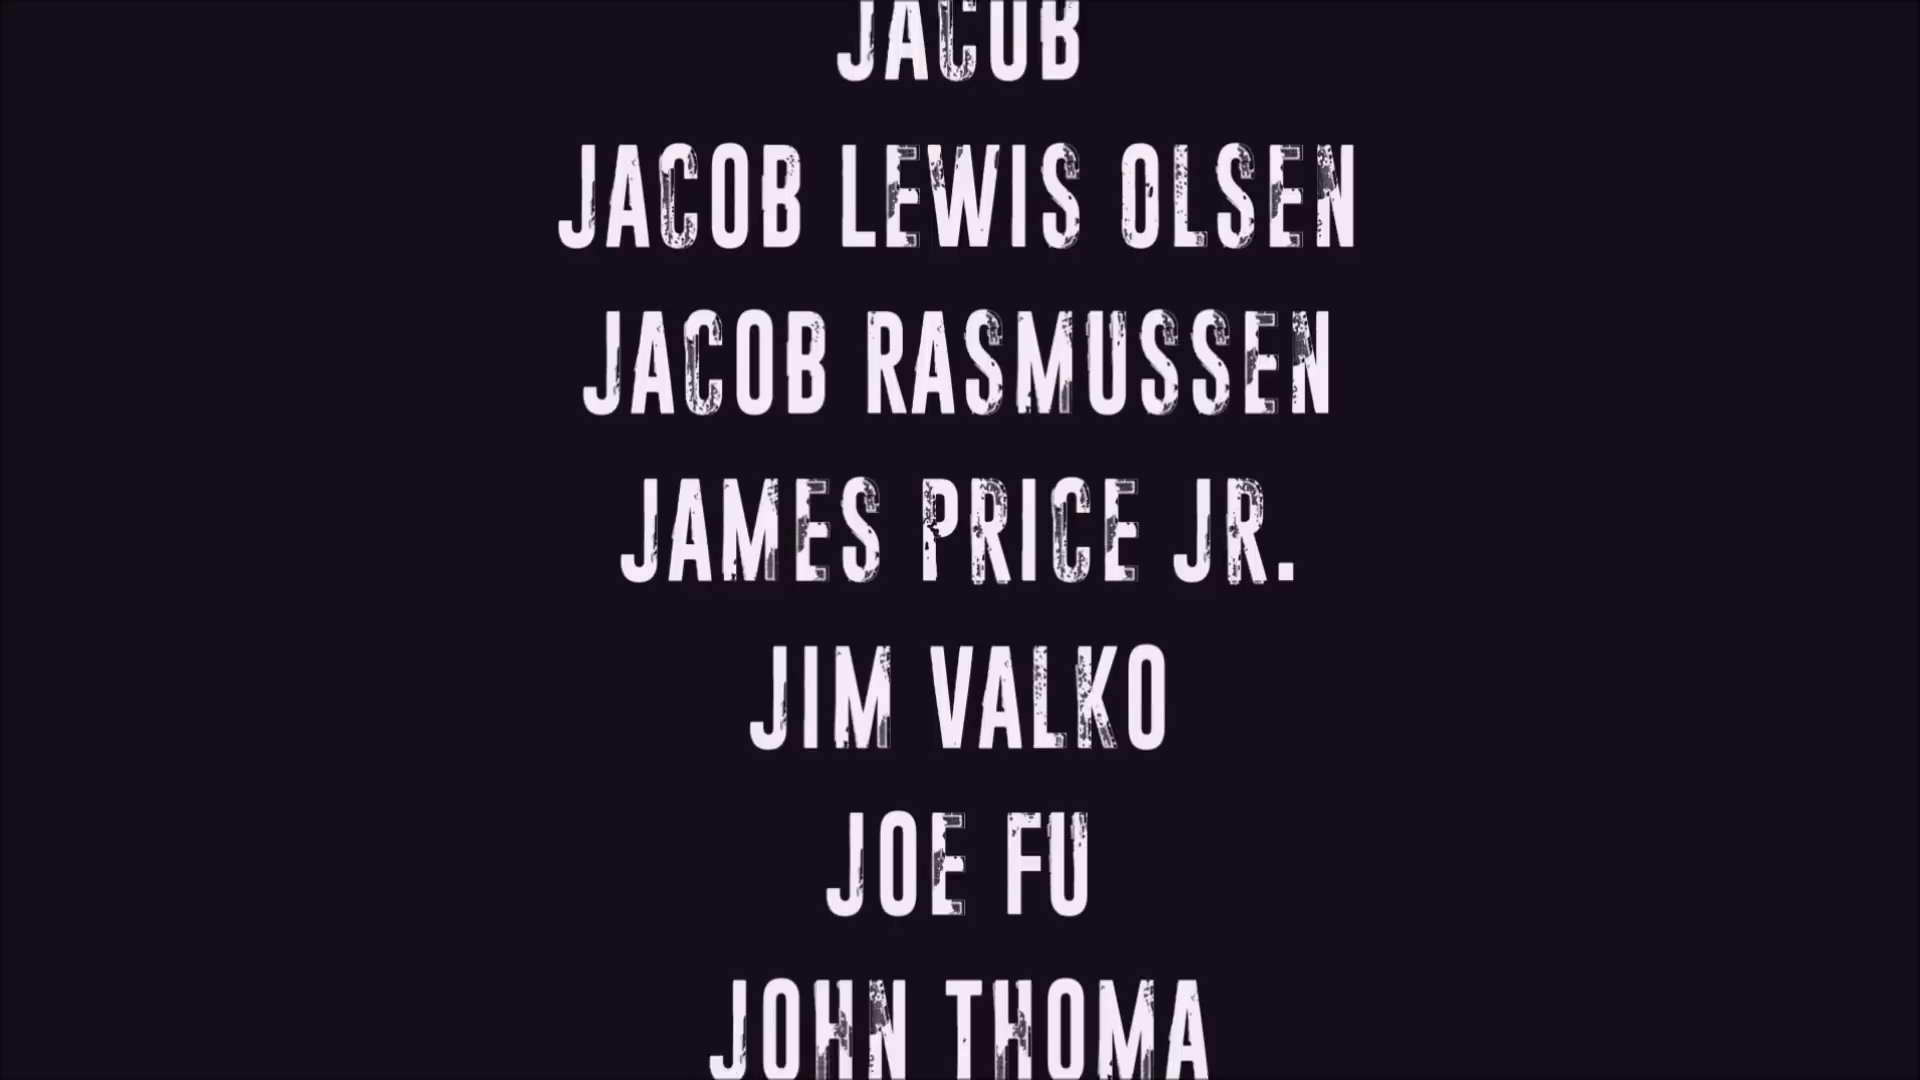 JACOB
JACOB LEWIS OLSEN
JACOB RASMUSSEN
JAMES PRICE JR.
JIM VALKO
JOE FU
JOHN THOMA